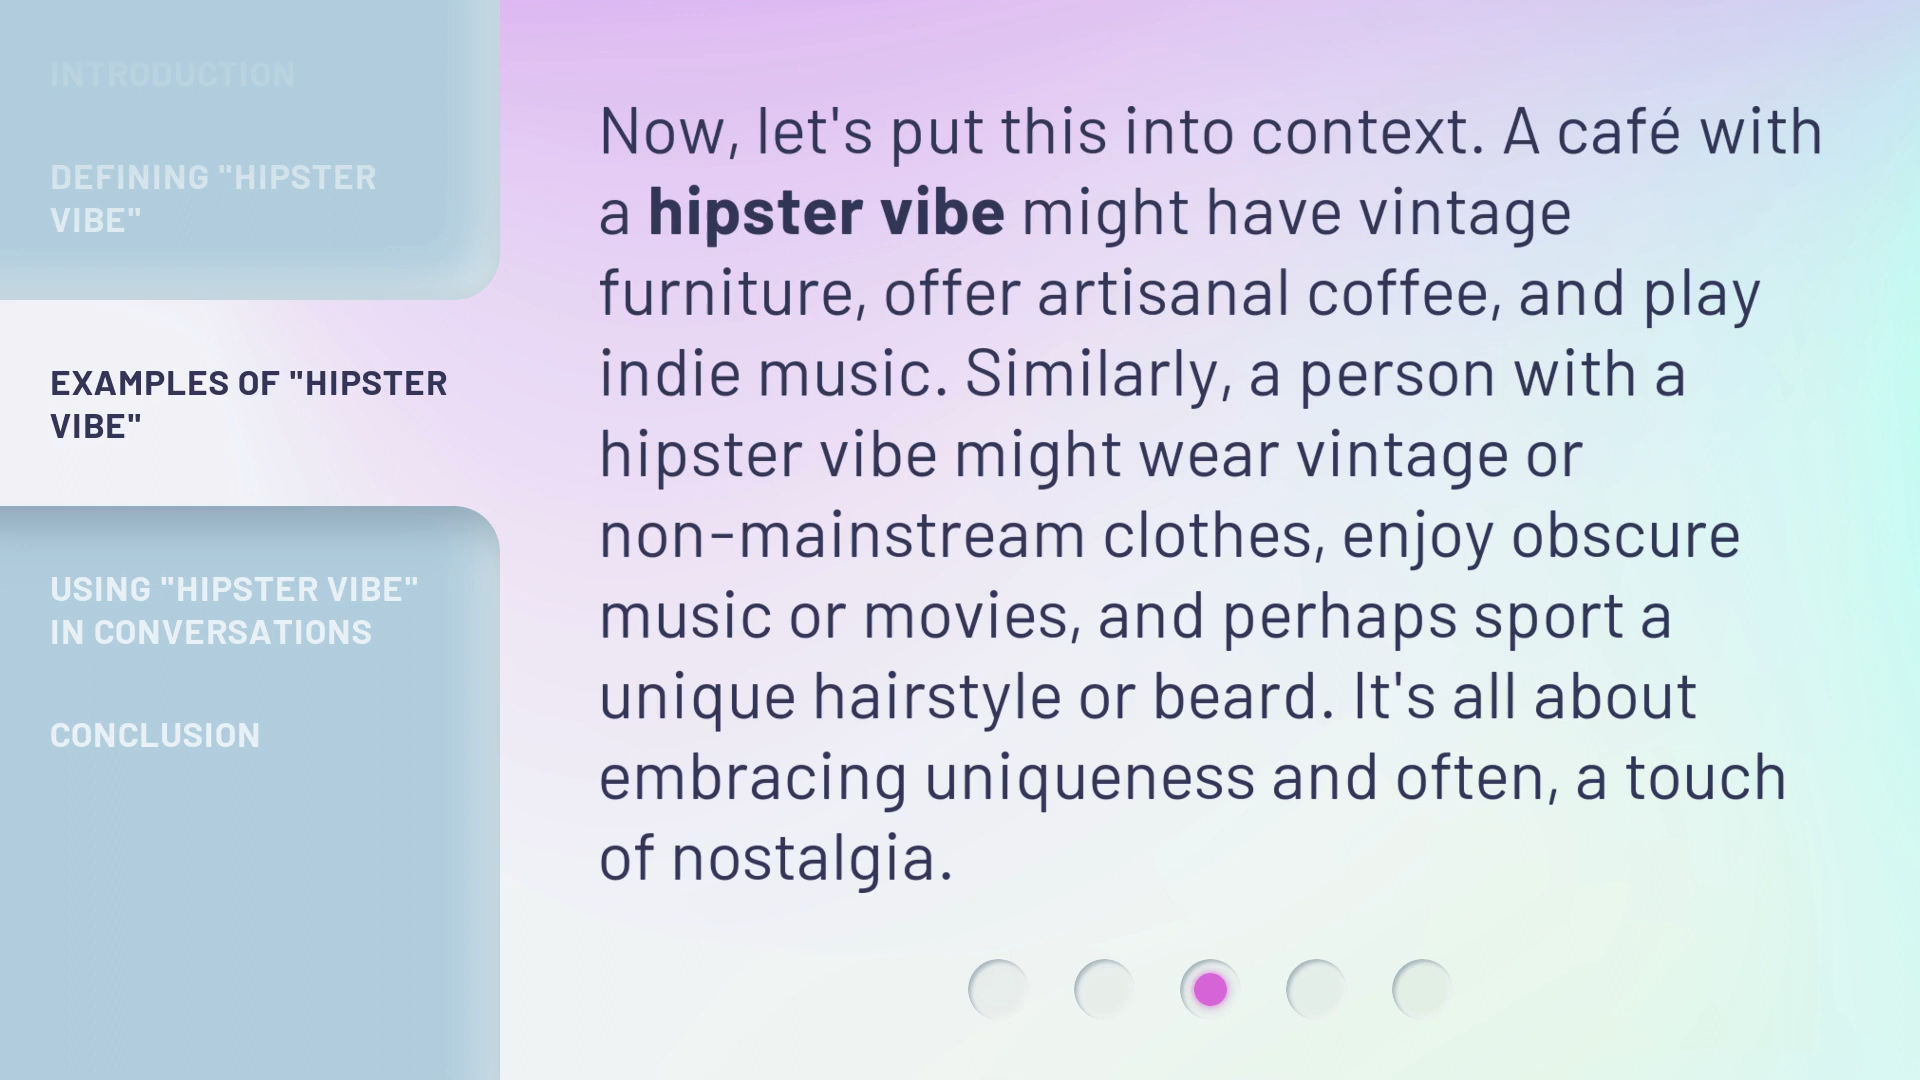 INTRODUCTION
DEFINING "HIPSTER
VIBE"
EXAMPLES OF "HIPSTER
VIBE"
USING "HIPSTER VIBE"
IN CONVERSATIONS
CONCLUSION
Now, let's put this into context. A café with
a hipster vibe might have vintage
furniture, offer artisanal coffee, and play
indie music. Similarly, a person with a
hipster vibe might wear vintage or
non-mainstream clothes, enjoy obscure
music or movies, and perhaps sport a
unique hairstyle or beard. It's all about
embracing uniqueness and often, a touch
of nostalgia.